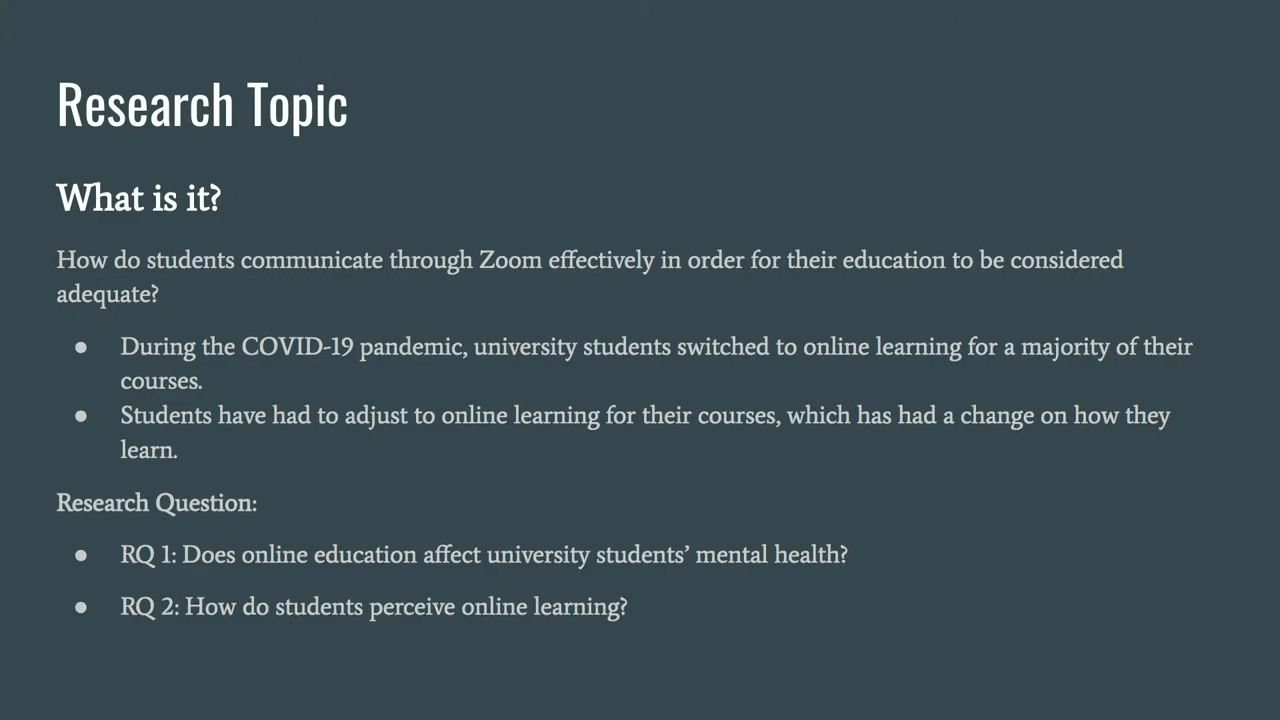 Research Topic
What is it?
How do students communicate through Zoom effectively in order for their education to be considered
adequate?
● During the COVID-19 pandemic, university students switched to online learning for a majority of their
courses.
● Students have had to adjust to online learning for their courses, which has had a change on how they
learn.
Research Question:
● RQ 1: Does online education affect university students’ mental health?
● RQ 2: How do students perceive online learning?